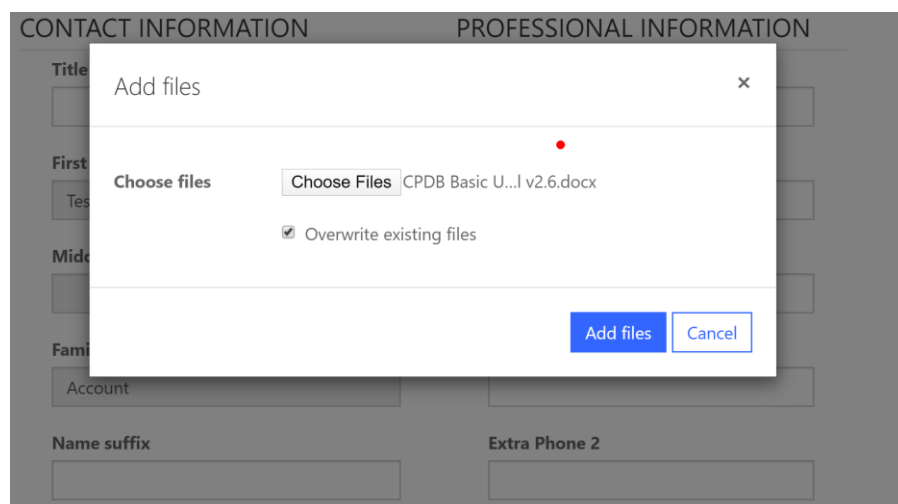 CONTACT INFORMATION PROFESSIONAL INFORMATION
Title
Add files ×
First
Choose files Choose Files CPDB Basic U...l v2.6.docx
Tes
Overwrite existing files
Midd
Add files Cancel
Fami
Account
Name suffix Extra Phone 2